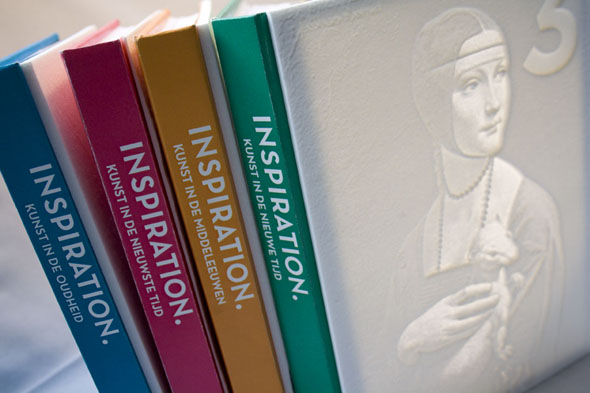 INSPIRATION.
KUNST IN DE OUDHEID
INSPIRATION.
KUNST IN DE NIEUWSTE TIJD
INSPIRATION.
KUNST IN DE MIDDELEEUWEN
INSPIRATION.
KUNST IN DE NIEUWE TIJD
5